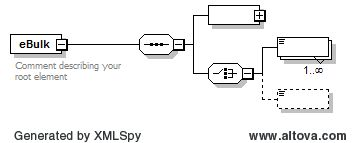 eBulk
Comment describing your
root element
1..∞
Generated by XMLSpy
www.altova.com